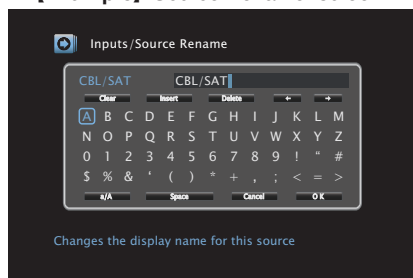 Inputs/Source Rename
CBL/SAT CBL/SAT
Clear Insert Delete ← →
A B C D E F G H I J K L M
N O P Q R S T U V W X Y Z
0 1 2 3 4 5 6 7 8 9 ! “ #
$ % & ‘ ( ) * + , ; < = >
a/A Space Cancel OK
Changes the display name for this source